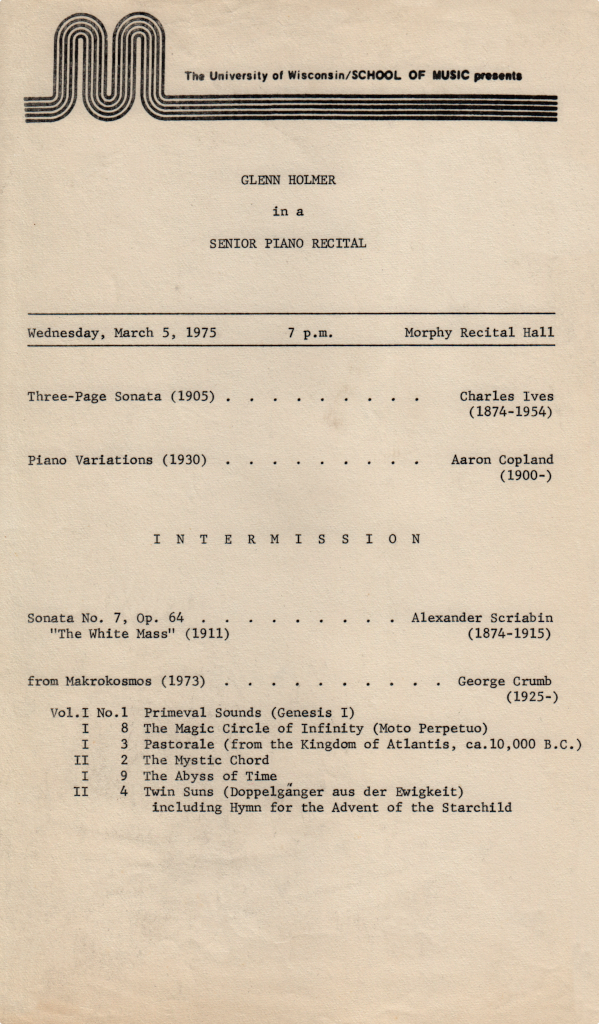 The University of Wisconsin/SCHOOL OF MUSIC presents
GLENN HOLMER
in a
SENIOR PIANO RECITAL
Wednesday, March 5, 1975 7 p.m. Morphy Recital Hall
Three-Page Sonata (1905) . . . . . . . . . Charles Ives
(1874-1954)
Piano Variations (1930) . . . . . . . . . Aaron Copland
(1900-)
I N T E R M I S S I O N
Sonata No. 7, Op. 64 . . . . . . . . . Alexander Scriabin
"The White Mass" (1911) (1874-1915)
from Makrokosmos (1973) . . . . . . . . . . George Crumb
(1925-)
Vol.I No.1 Primeval Sounds (Genesis I)
I 8 The Magic Circle of Infinity (Moto Perpetuo)
I 3 Pastorale (from the Kingdom of Atlantis, ca.10,000 B.C.)
II 2 The Mystic Chord
I 9 The Abyss of Time
II 4 Twin Suns (Doppelgänger aus der Ewigkeit)
including Hymn for the Advent of the Starchild